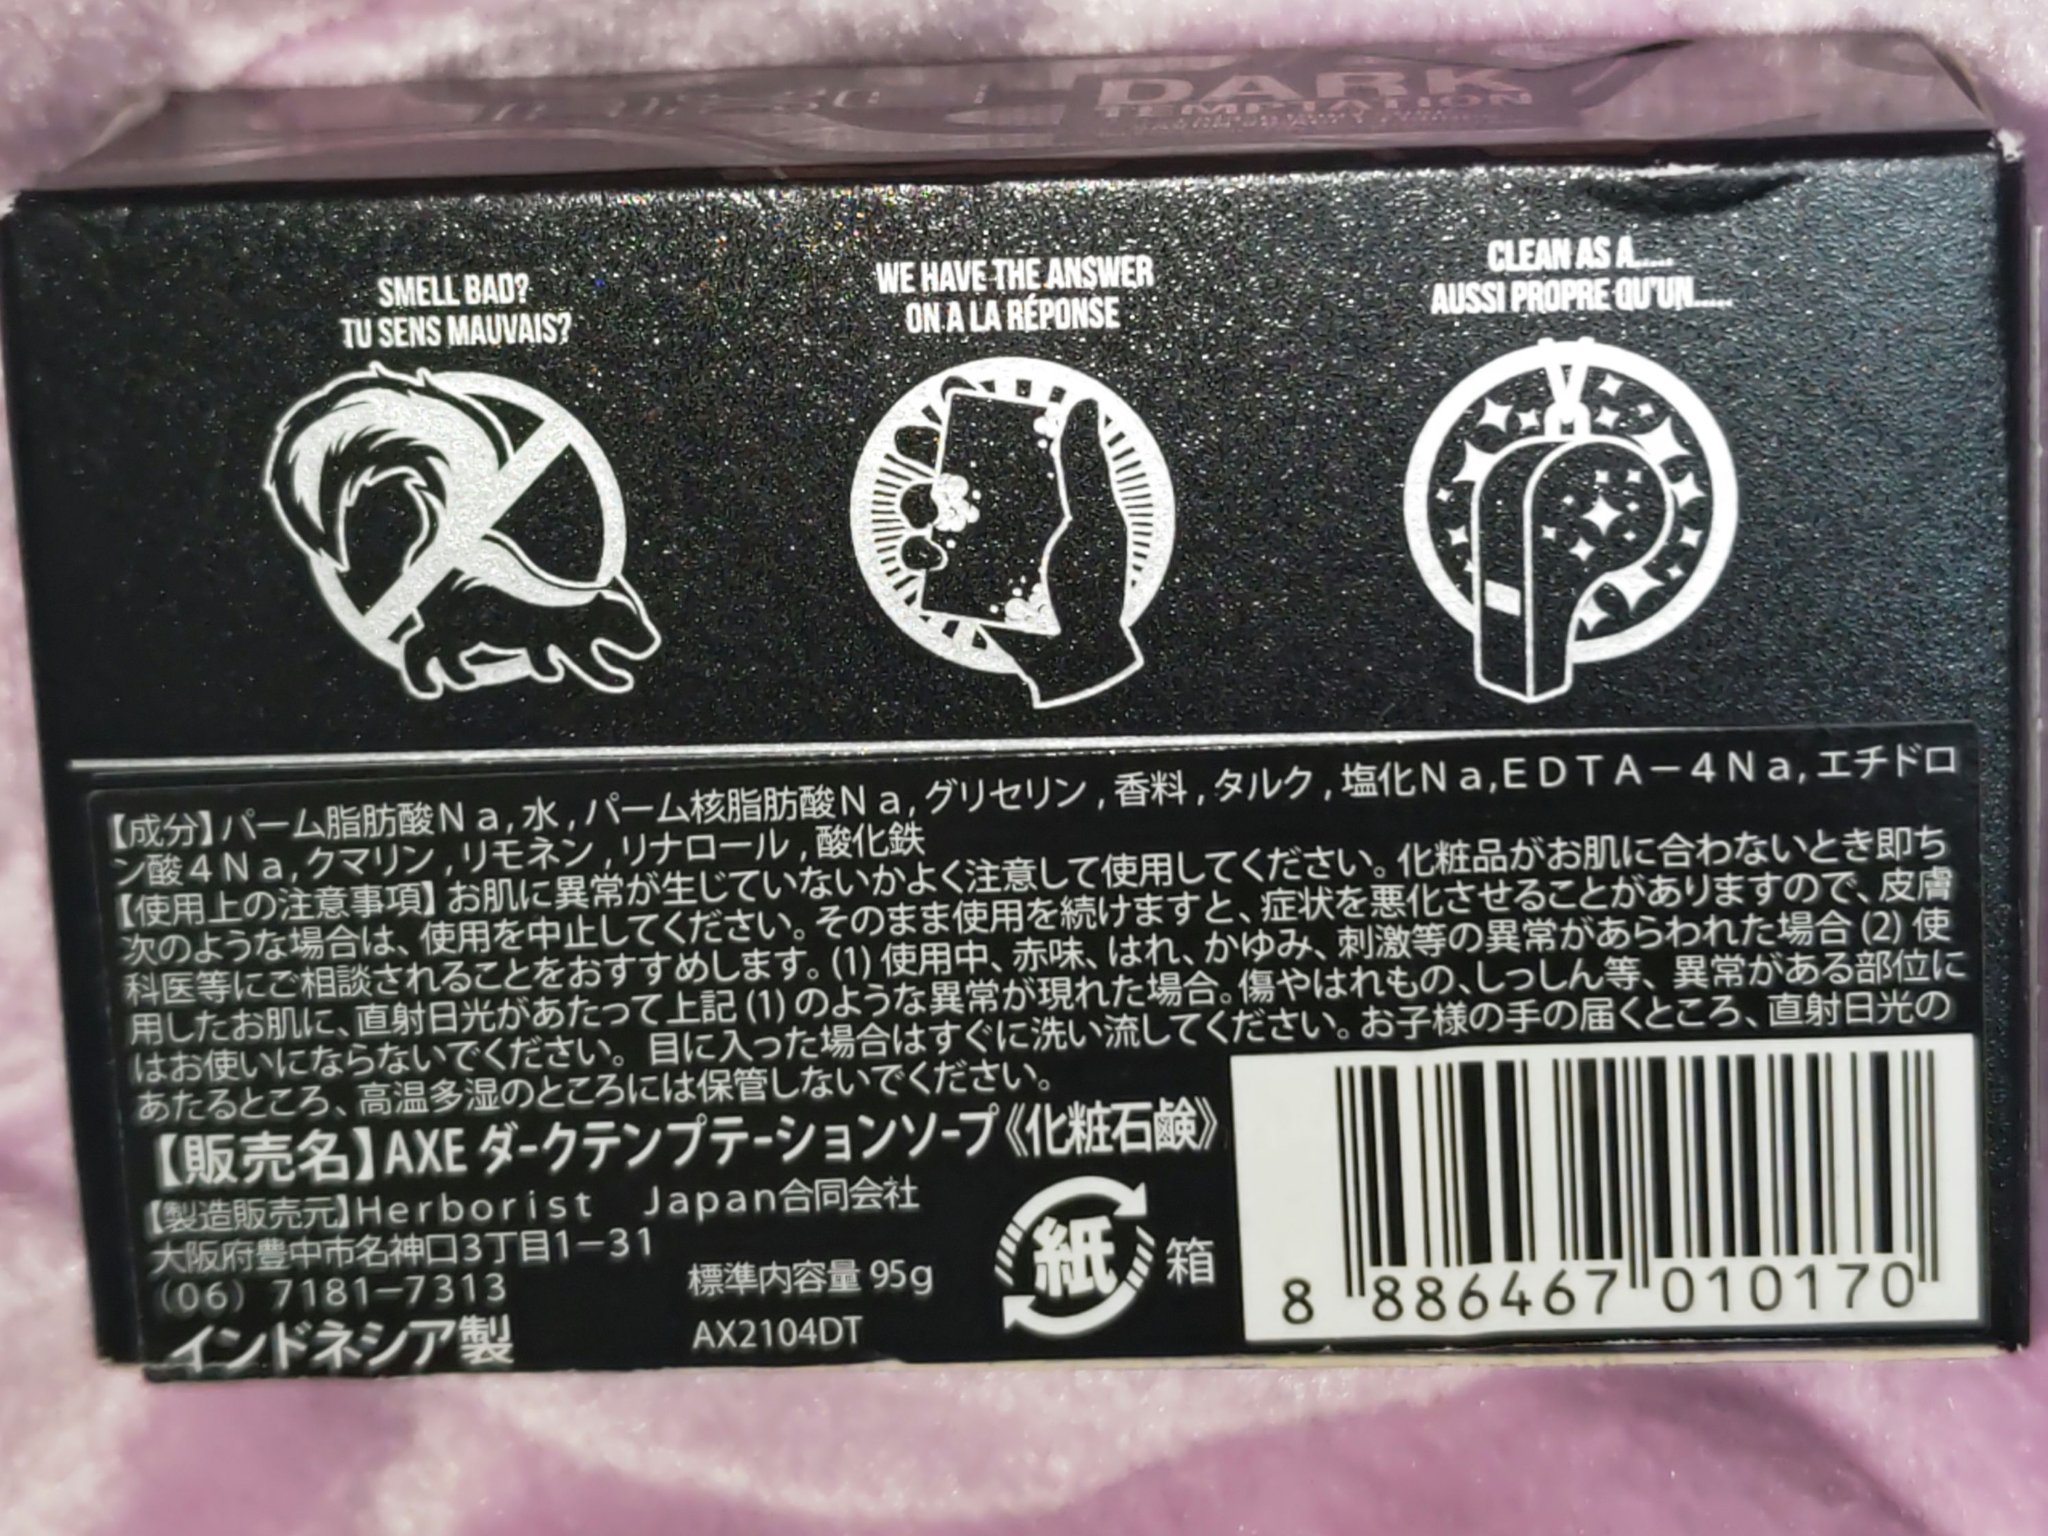 DARK
TEMPTATION
SMELL BAD?
TU SENS MAUVAIS?
WE HAVE THE ANSWER
ON A LA RÉPONSE
CLEAN AS A.....
AUSSI PROPRE QU'UN.....
【成分】パーム脂肪酸Ｎａ,水,パーム核脂肪酸Ｎａ,グリセリン,香料,タルク,塩化Ｎａ,ＥＤＴＡ－４Ｎａ,エチドロ
ン酸４Ｎａ,クマリン,リモネン,リナロール,酸化鉄
【使用上の注意事項】お肌に異常が生じていないかよく注意して使用してください。化粧品がお肌に合わないとき即ち
次のような場合は、使用を中止してください。そのまま使用を続けますと、症状を悪化させることがありますので、皮膚
科医等にご相談されることをおすすめします。(1) 使用中、赤味、はれ、かゆみ、刺激等の異常があらわれた場合 (2) 使
用したお肌に、直射日光があたって上記 (1) のような異常が現れた場合。傷やはれもの、しっしん等、異常がある部位に
はお使いにならないでください。 目に入った場合はすぐに洗い流してください。お子様の手の届くところ、直射日光の
あたるところ、高温多湿のところには保管しないでください。
【販売名】AXE ダークテンプテーションソープ《化粧石鹸》
【製造販売元】Herborist Japan合同会社
大阪府豊中市名神口3丁目1－31
（06）7181－7313
インドネシア製
標準内容量 95g
AX2104DT
紙
箱
8 886467 010170